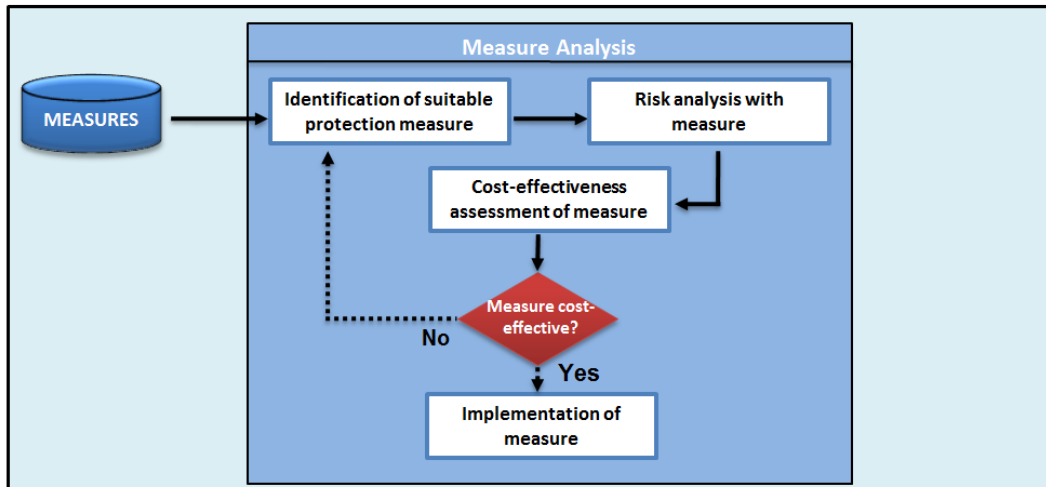 Measure Analysis
MEASURES
Identification of suitable
protection measure
Risk analysis with
measure
Cost-effectiveness
assessment of measure
Measure cost-
effective?
No
Yes
Implementation of
measure